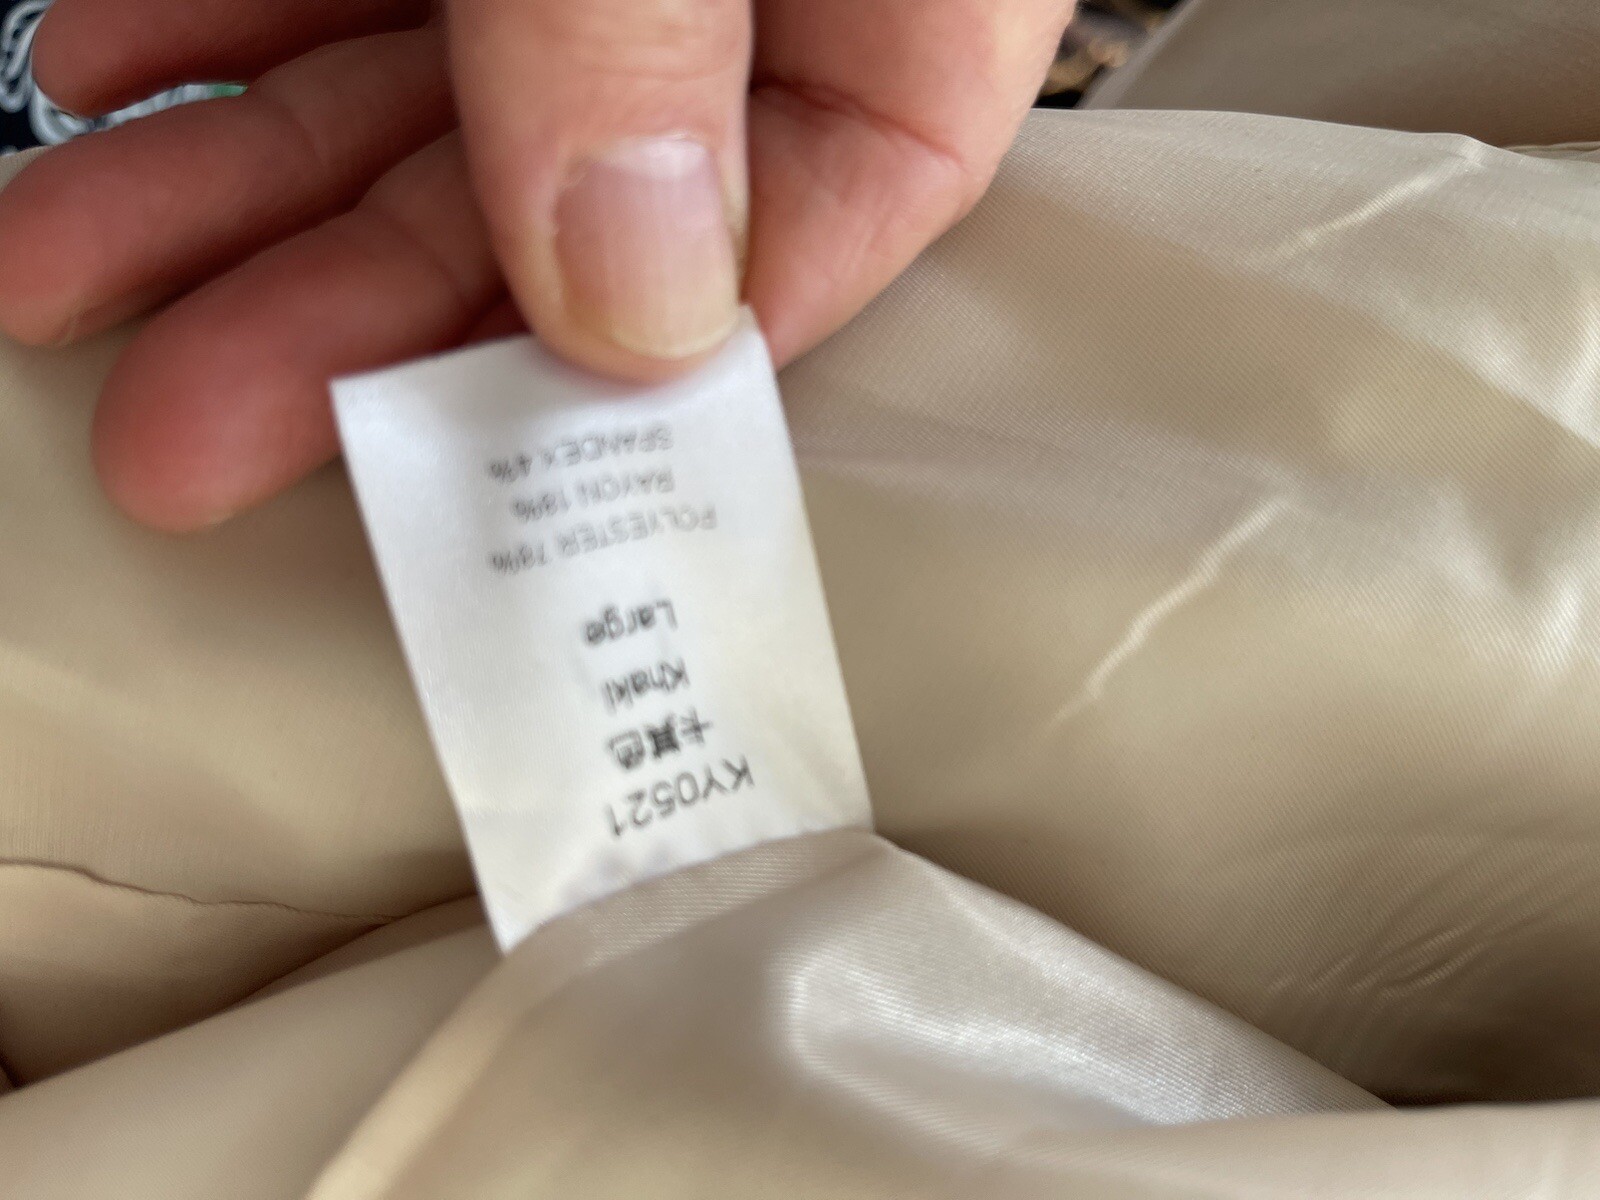 KY0521
卡其色
Khaki
Large
POLYESTER 78%
RAYON 18%
SPANDEX 4%